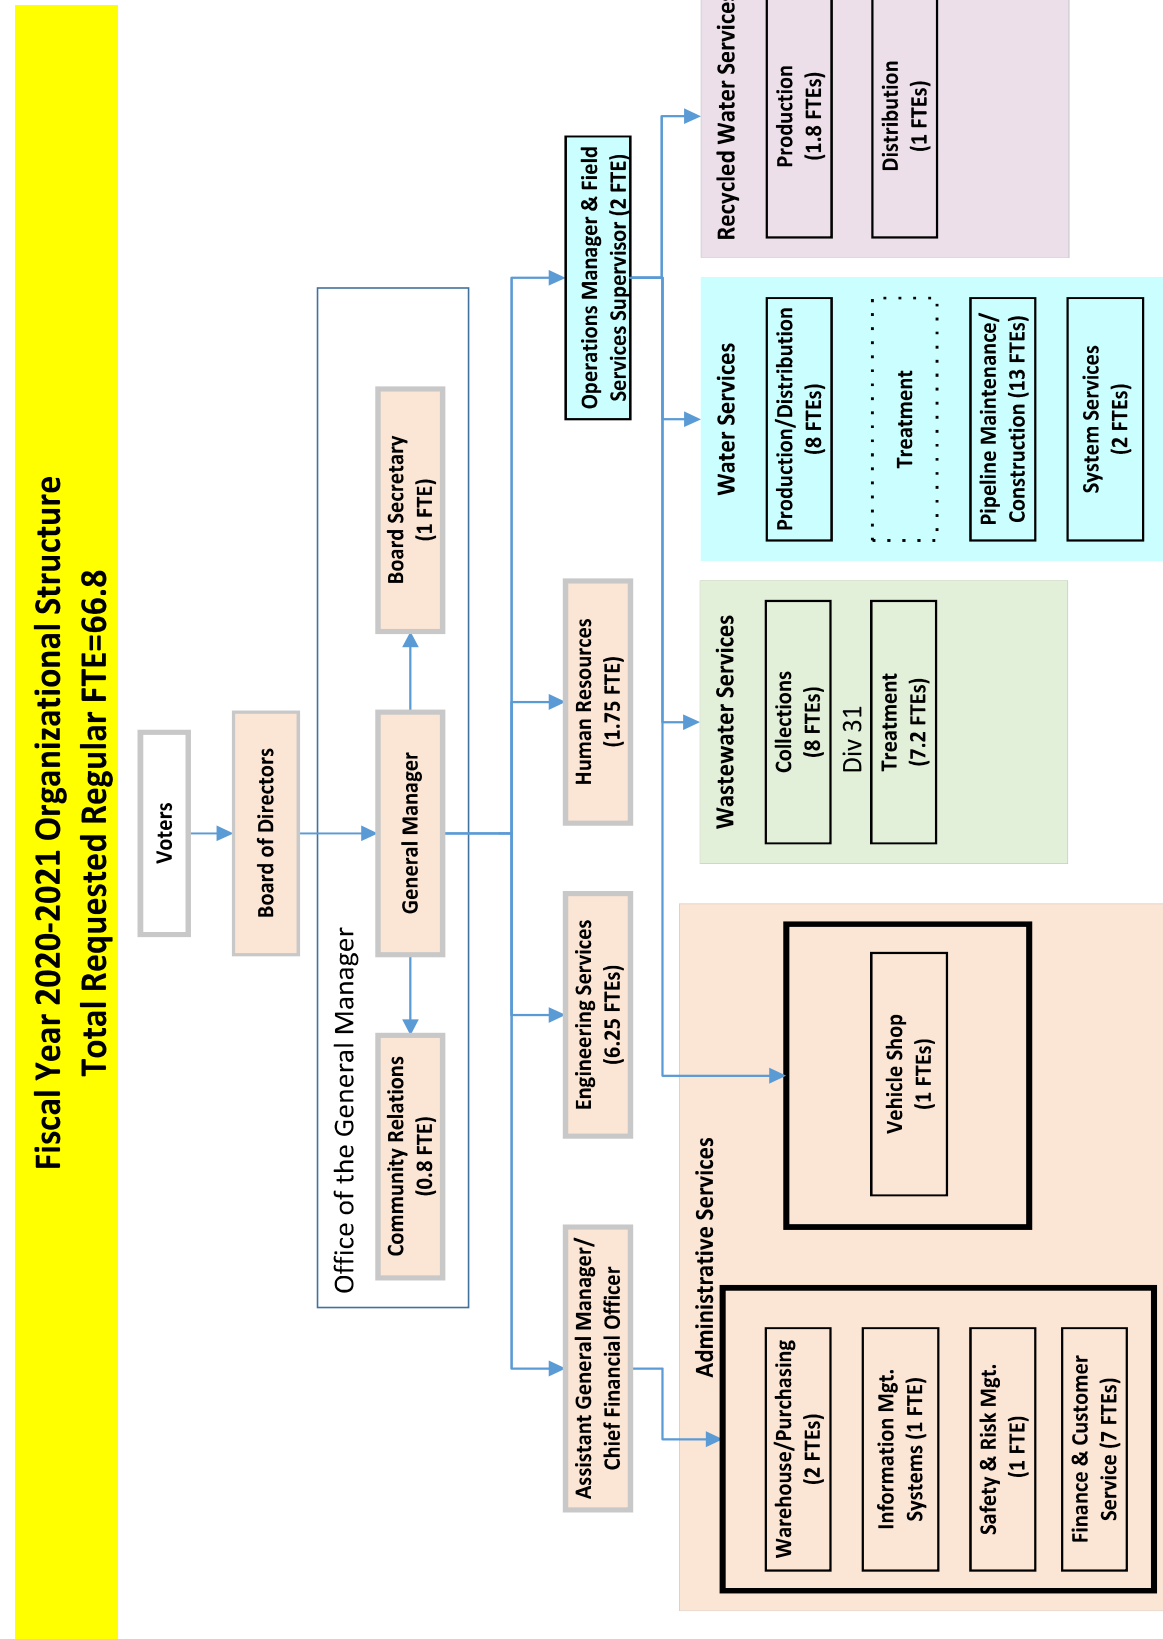 Fiscal Year 2020-2021 Organizational Structure
Total Requested Regular FTE=66.8
Voters
Board of Directors
Office of the General Manager
Community Relations
(0.8 FTE)
General Manager
Board Secretary
(1 FTE)
Assistant General Manager/
Chief Financial Officer
Engineering Services
(6.25 FTEs)
Human Resources
(1.75 FTE)
Operations Manager & Field
Services Supervisor (2 FTE)
Administrative Services
Warehouse/Purchasing
(2 FTEs)
Information Mgt.
Systems (1 FTE)
Safety & Risk Mgt.
(1 FTE)
Finance & Customer
Service (7 FTEs)
Vehicle Shop
(1 FTEs)
Wastewater Services
Collections
(8 FTEs)
Div 31
Treatment
(7.2 FTEs)
Water Services
Production/Distribution
(8 FTEs)
Treatment
Pipeline Maintenance/
Construction (13 FTEs)
System Services
(2 FTEs)
Recycled Water Services
Production
(1.8 FTEs)
Distribution
(1 FTEs)